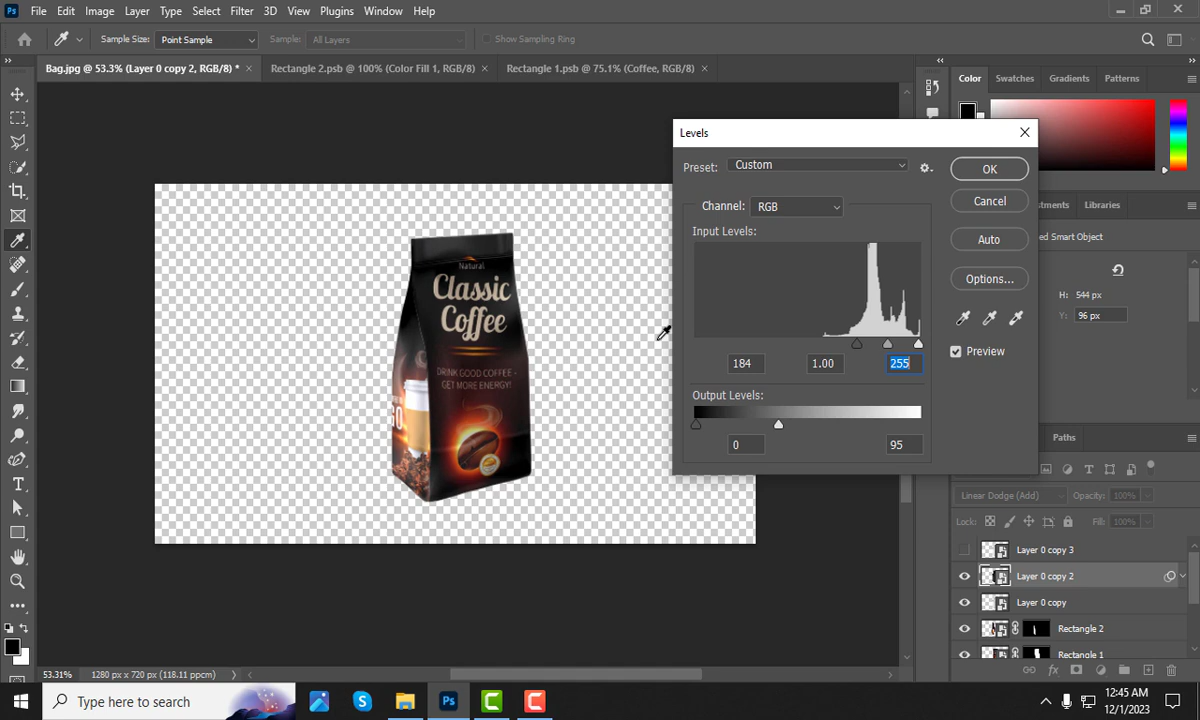 Ps File Edit Image Layer Type Select Filter 3D View Plugins Window Help
Sample Size: Point Sample Sample: All Layers Show Sampling Ring
Bag.jpg @ 53.3% (Layer 0 copy 2, RGB/8) * × Rectangle 2.psb @ 100% (Color Fill 1, RGB/8) × Rectangle 1.psb @ 75.1% (Coffee, RGB/8) ×
Color Swatches Gradients Patterns
Levels
Preset: Custom
OK
Channel: RGB
Cancel
Input Levels:
Auto
Options...
Preview
184 1.00 255
Output Levels:
0 95
Natural
Classic
Coffee
DRINK GOOD COFFEE -
GET MORE ENERGY!
GO
Libraries
ed Smart Object
H: 544 px
Y: 96 px
Paths
Linear Dodge (Add) Opacity: 100%
Lock: Fill: 100%
Layer 0 copy 3
Layer 0 copy 2
Layer 0 copy
Rectangle 2
Rectangle 1
fx
53.31% 1280 px x 720 px (118.11 ppcm)
Type here to search
12:45 AM
12/1/2023